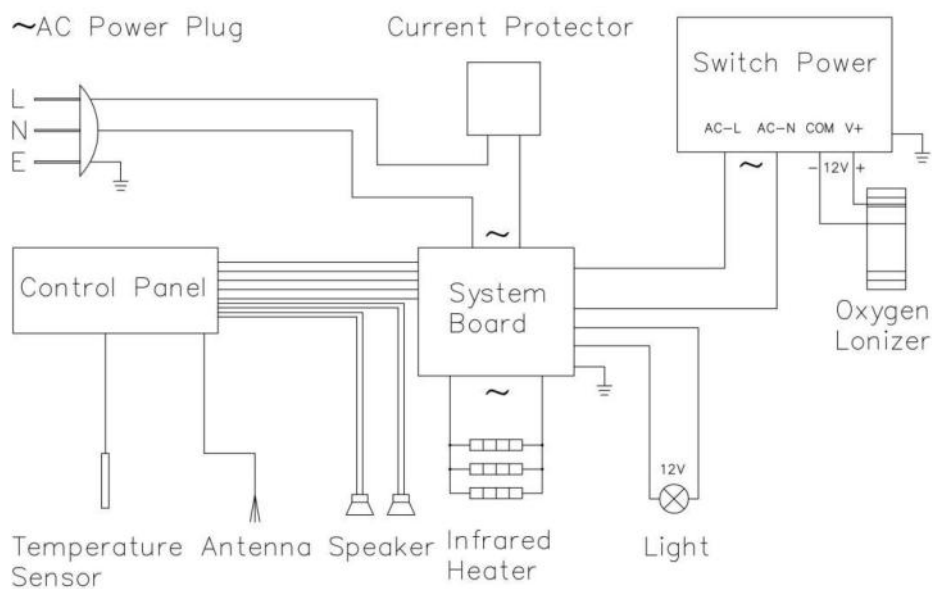 ~AC Power Plug
Current Protector
Switch Power
L
N
E
AC-L AC-N COM V+
~
- 12V +
~
Control Panel
System
Board
Oxygen
Lonizer
~
12V
Temperature
Sensor
Antenna
Speaker
Infrared
Heater
Light